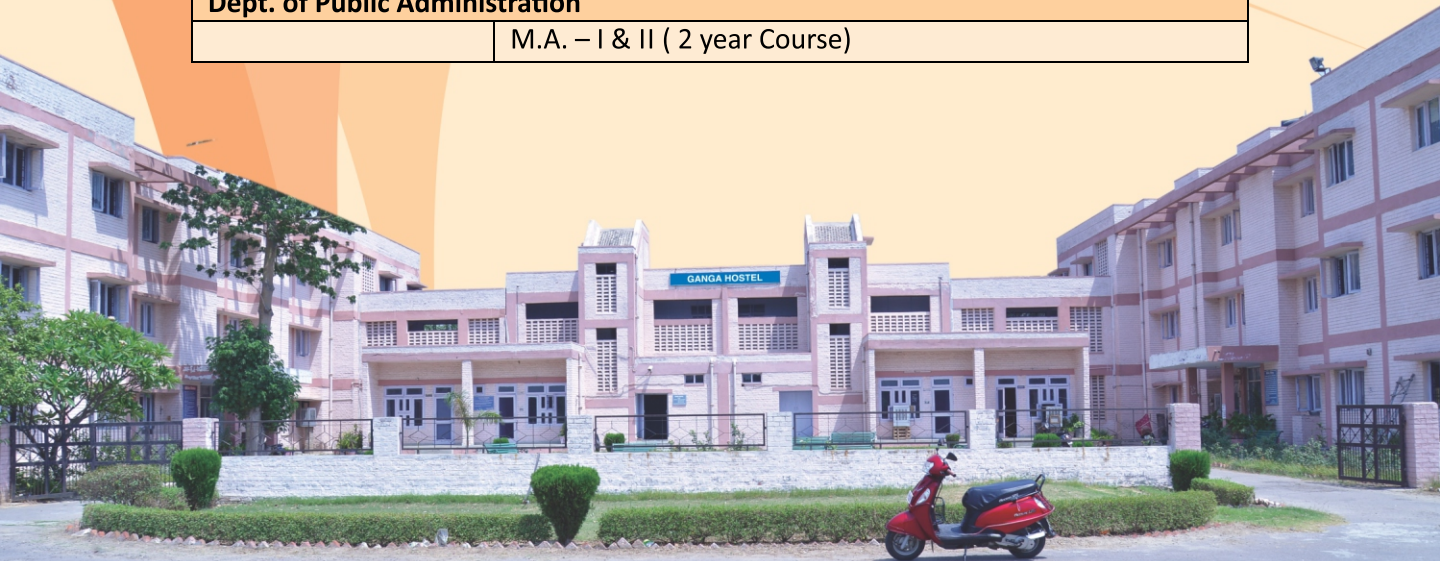 Dept. of Public Administration
M.A. – I & II ( 2 year Course)
GANGA HOSTEL